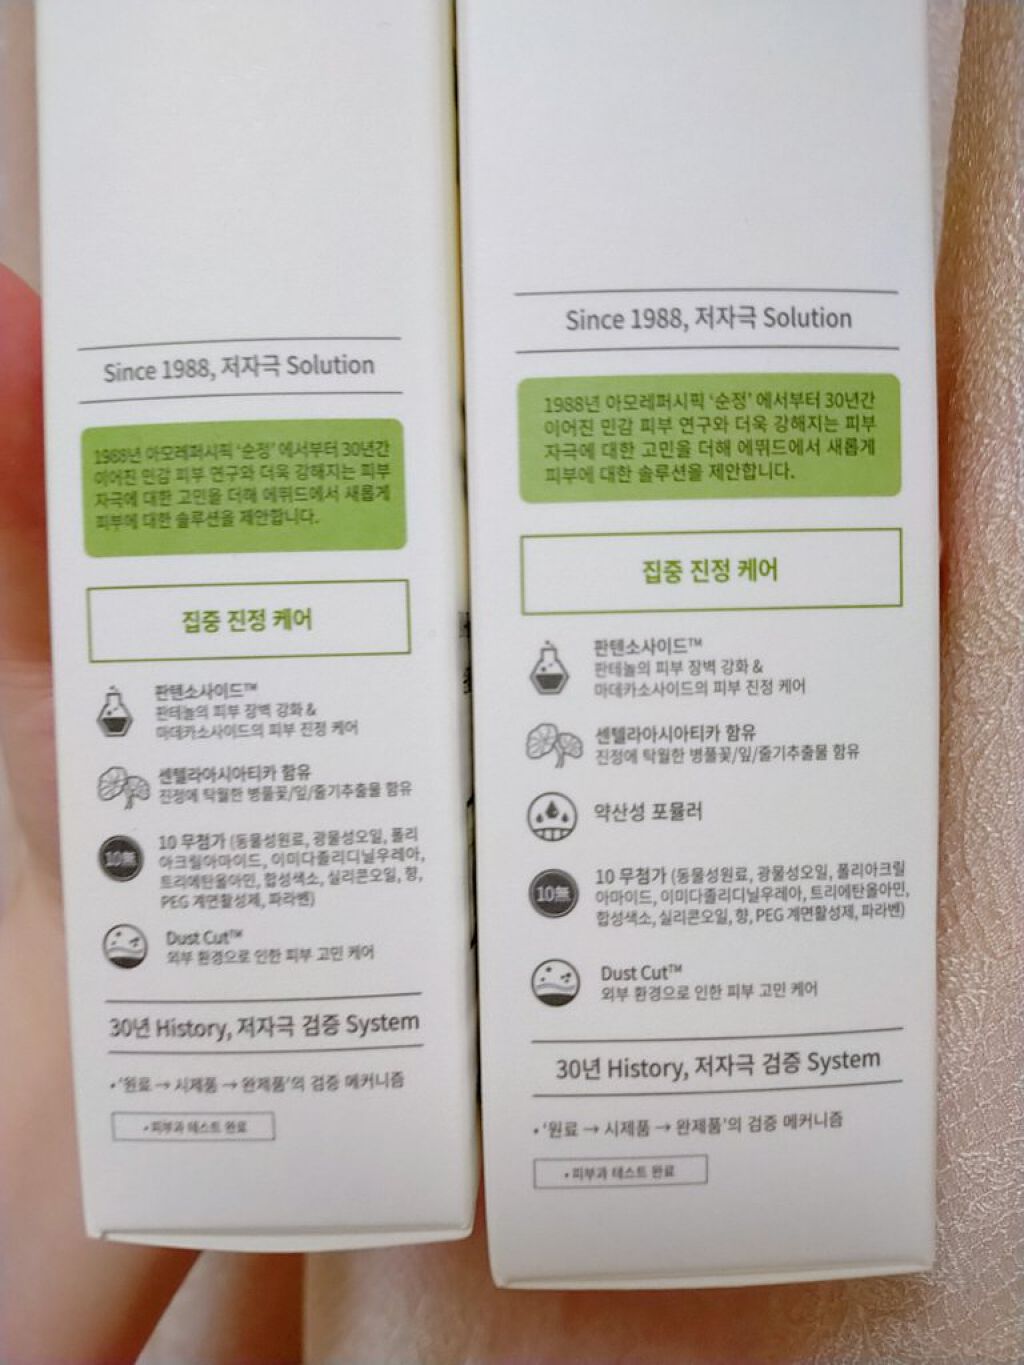 Since 1988, 저자극 Solution
1988년 아모레퍼시픽 ‘순정’ 에서부터 30년간
이어진 민감 피부 연구와 더욱 강해지는 피부
자극에 대한 고민을 더해 에뛰드에서 새롭게
피부에 대한 솔루션을 제안합니다.
집중 진정 케어
판텐소사이드™
판테놀의 피부 장벽 강화 &
마데카소사이드의 피부 진정 케어
센텔라아시아티카 함유
진정에 탁월한 병풀꽃/잎/줄기추출물 함유
10無
10 무첨가 (동물성원료, 광물성오일, 폴리
아크릴아마이드, 이미다졸리디닐우레아,
트리에탄올아민, 합성색소, 실리콘오일, 향,
PEG 계면활성제, 파라벤)
Dust Cut™
외부 환경으로 인한 피부 고민 케어
30년 History, 저자극 검증 System
• ‘원료 → 시제품 → 완제품’의 검증 메커니즘
• 피부과 테스트 완료
Since 1988, 저자극 Solution
1988년 아모레퍼시픽 ‘순정’ 에서부터 30년간
이어진 민감 피부 연구와 더욱 강해지는 피부
자극에 대한 고민을 더해 에뛰드에서 새롭게
피부에 대한 솔루션을 제안합니다.
집중 진정 케어
판텐소사이드™
판테놀의 피부 장벽 강화 &
마데카소사이드의 피부 진정 케어
센텔라아시아티카 함유
진정에 탁월한 병풀꽃/잎/줄기추출물 함유
약산성 포뮬러
10無
10 무첨가 (동물성원료, 광물성오일, 폴리아크릴
아마이드, 이미다졸리디닐우레아, 트리에탄올아민,
합성색소, 실리콘오일, 향, PEG 계면활성제, 파라벤)
Dust Cut™
외부 환경으로 인한 피부 고민 케어
30년 History, 저자극 검증 System
• ‘원료 → 시제품 → 완제품’의 검증 메커니즘
• 피부과 테스트 완료